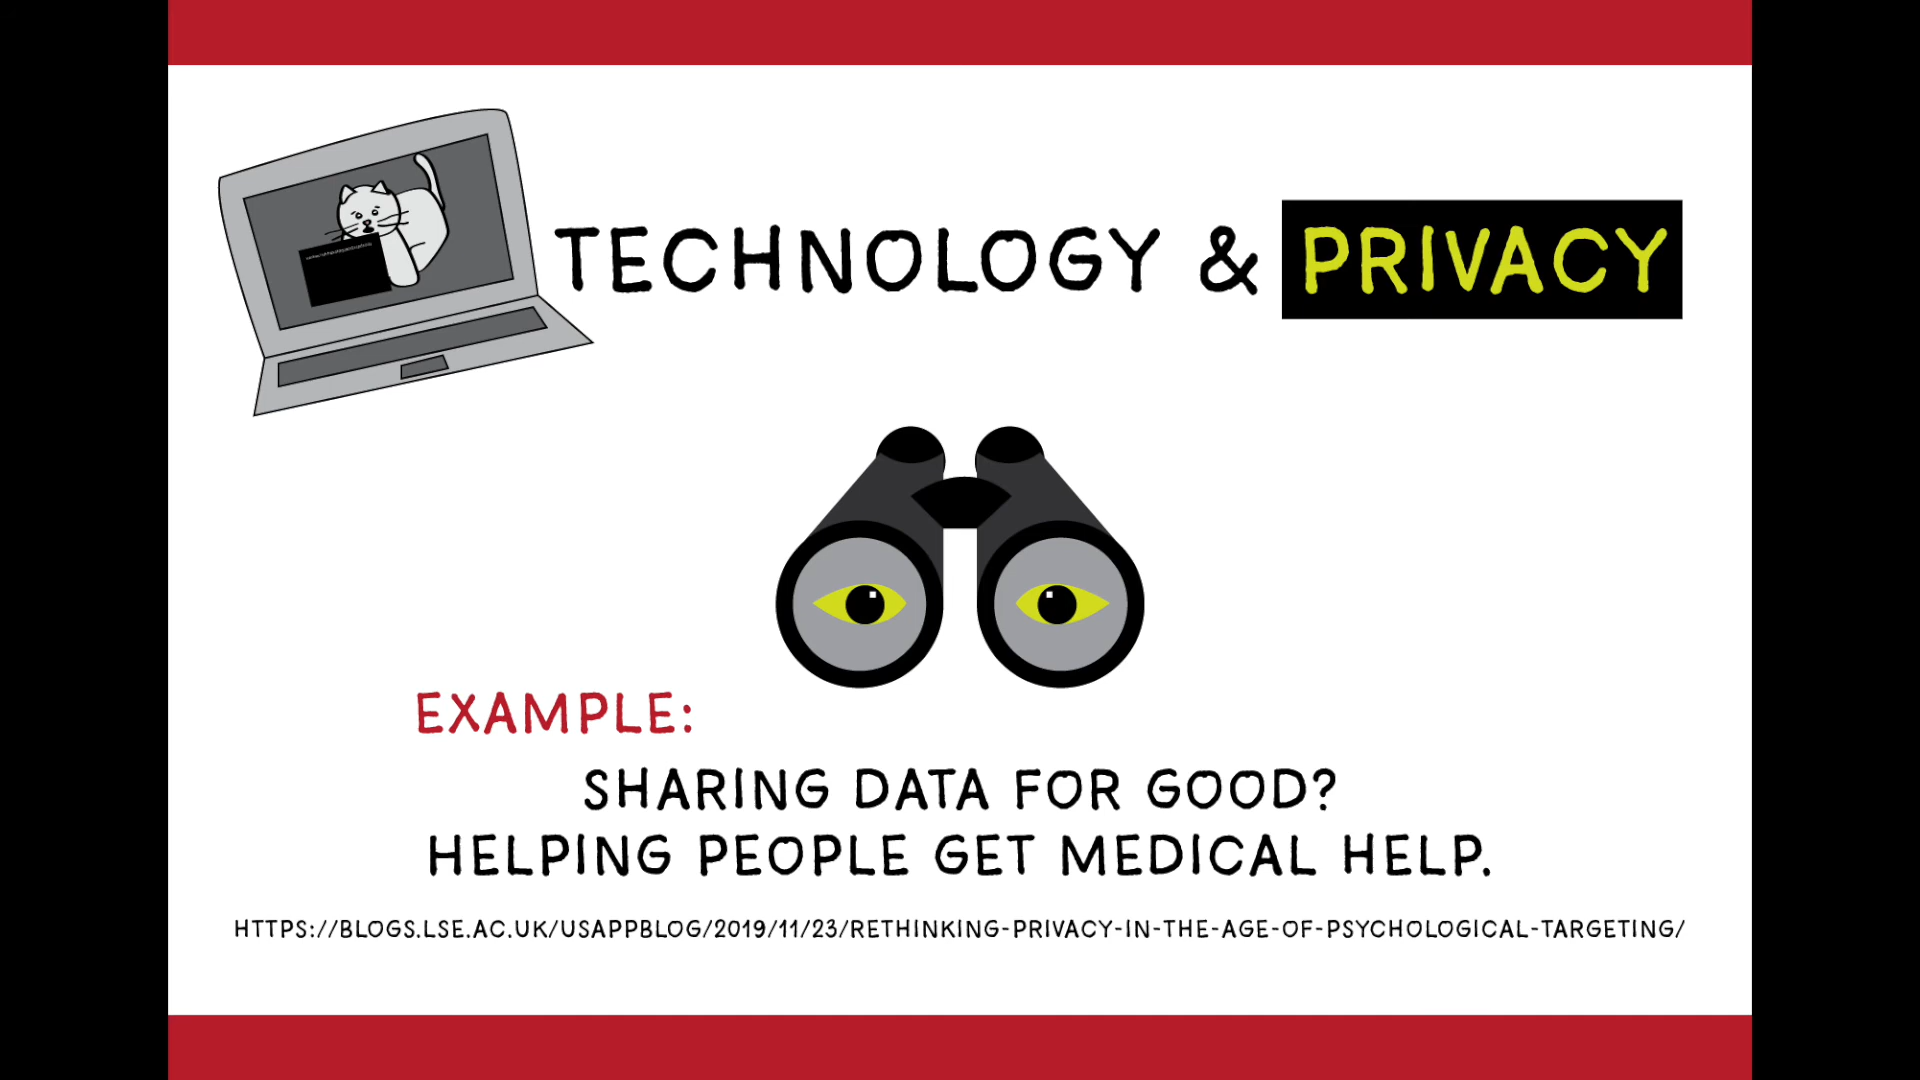 TECHNOLOGY & PRIVACY
EXAMPLE:
SHARING DATA FOR GOOD?
HELPING PEOPLE GET MEDICAL HELP.
HTTPS://BLOGS.LSE.AC.UK/USAPPBLOG/2019/11/23/RETHINKING-PRIVACY-IN-THE-AGE-OF-PSYCHOLOGICAL-TARGETING/